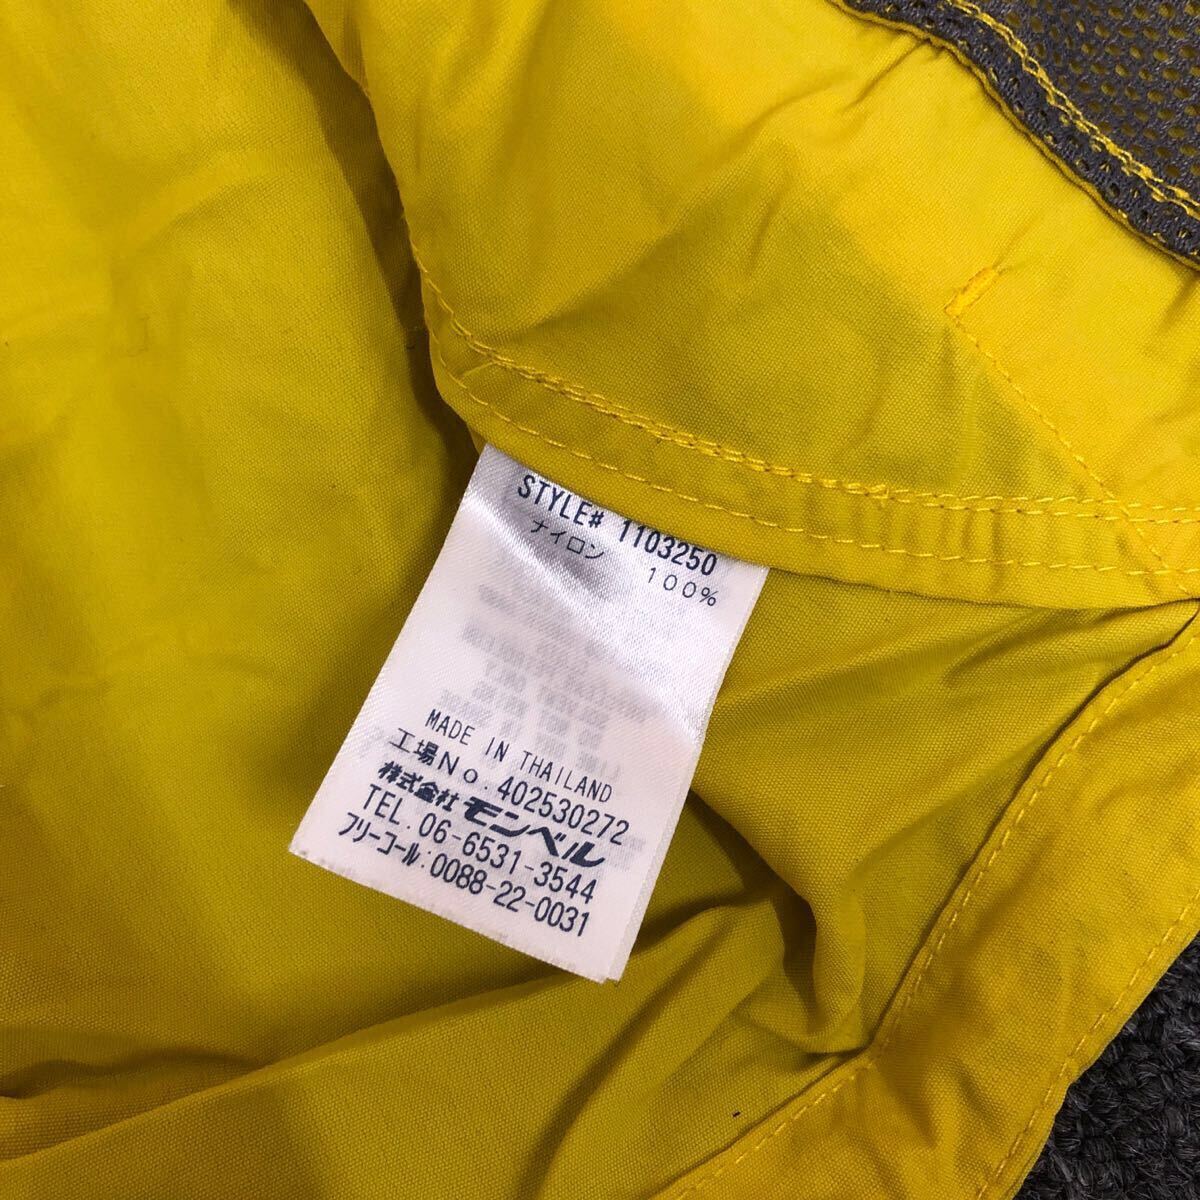 STYLE# 1103250
ナイロン 100%
MADE IN THAILAND
工場No. 402530272
株式会社 モンベル
TEL. 06-6531-3544
フリーコール:0088-22-0031